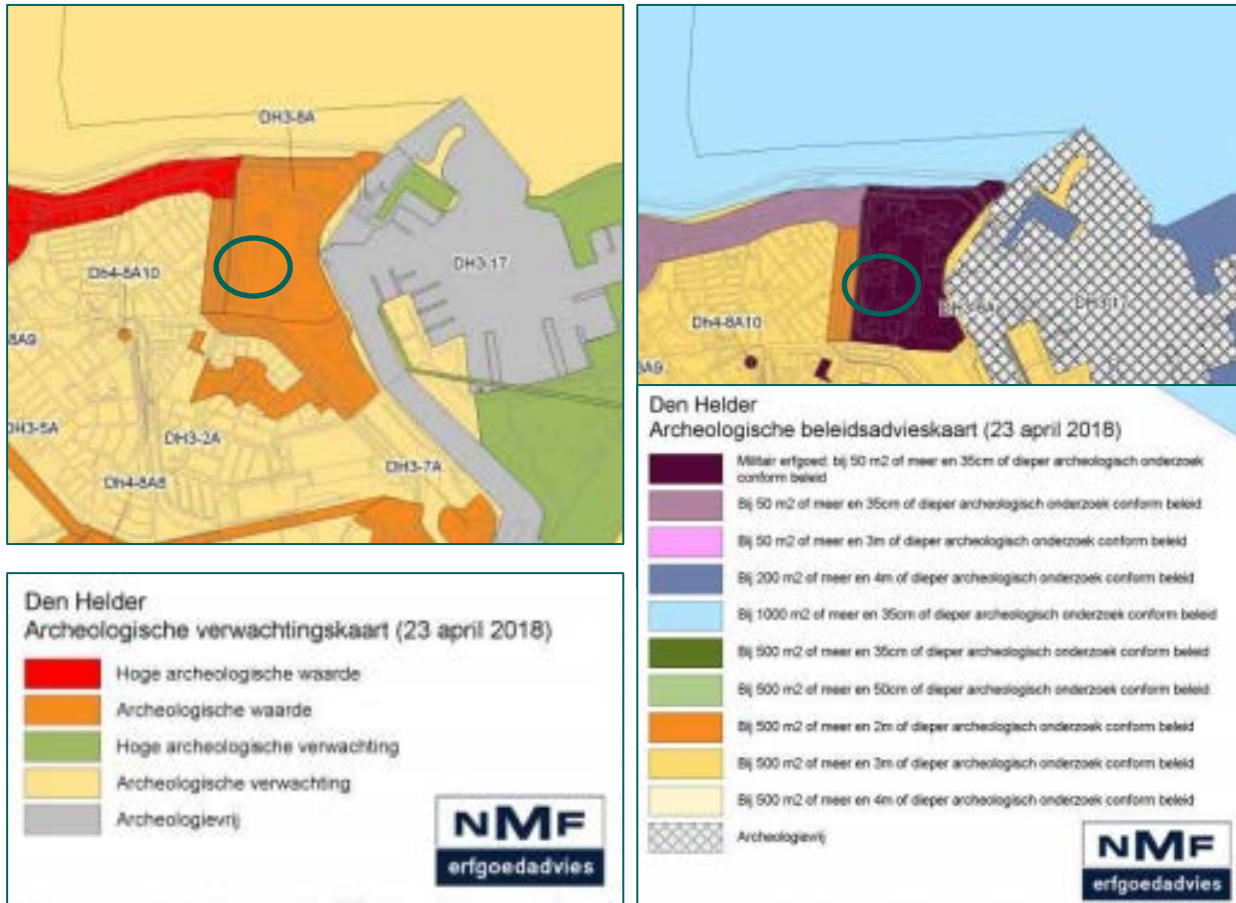 DH3-8A
DH3-17
Dh4-8A10
8A9
DH3-5A
DH3-2A
Dh4-8A8
DH3-7A
Den Helder
Archeologische verwachtingskaart (23 april 2018)
Hoge archeologische waarde
Archeologische waarde
Hoge archeologische verwachting
Archeologische verwachting
Archeologievrij
NMF
erfgoedadvies
DH3-17
Dh4-8A10
8A9
Den Helder
Archeologische beleidsadvieskaart (23 april 2018)
Militair erfgoed: bij 50 m2 of meer en 35cm of dieper archeologisch onderzoek
conform beleid
Bij 50 m2 of meer en 35cm of dieper archeologisch onderzoek conform beleid
Bij 50 m2 of meer en 3m of dieper archeologisch onderzoek conform beleid
Bij 200 m2 of meer en 4m of dieper archeologisch onderzoek conform beleid
Bij 1000 m2 of meer en 35cm of dieper archeologisch onderzoek conform beleid
Bij 500 m2 of meer en 35cm of dieper archeologisch onderzoek conform beleid
Bij 500 m2 of meer en 50cm of dieper archeologisch onderzoek conform beleid
Bij 500 m2 of meer en 2m of dieper archeologisch onderzoek conform beleid
Bij 500 m2 of meer en 3m of dieper archeologisch onderzoek conform beleid
Bij 500 m2 of meer en 4m of dieper archeologisch onderzoek conform beleid
Archeologievrij
NMF
erfgoedadvies